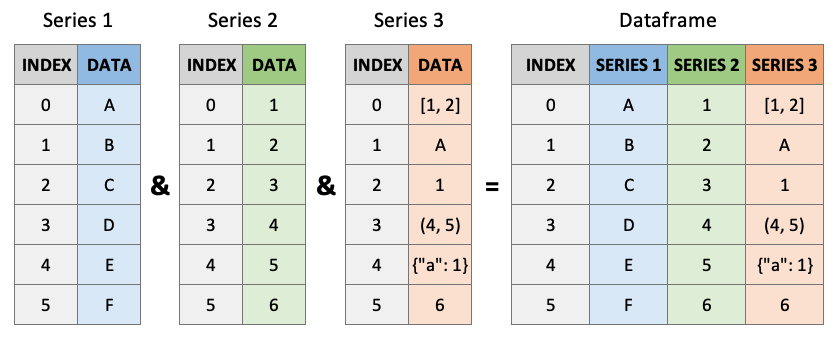 Series 1 Series 2 Series 3 Dataframe
INDEX DATA INDEX DATA INDEX DATA INDEX SERIES 1 SERIES 2 SERIES 3
0 A 0 1 0 [1, 2] 0 A 1 [1, 2]
1 B 1 2 1 A 1 B 2 A
2 C & 2 3 & 2 1 = 2 C 3 1
3 D 3 4 3 (4, 5) 3 D 4 (4, 5)
4 E 4 5 4 {"a": 1} 4 E 5 {"a": 1}
5 F 5 6 5 6 5 F 6 6